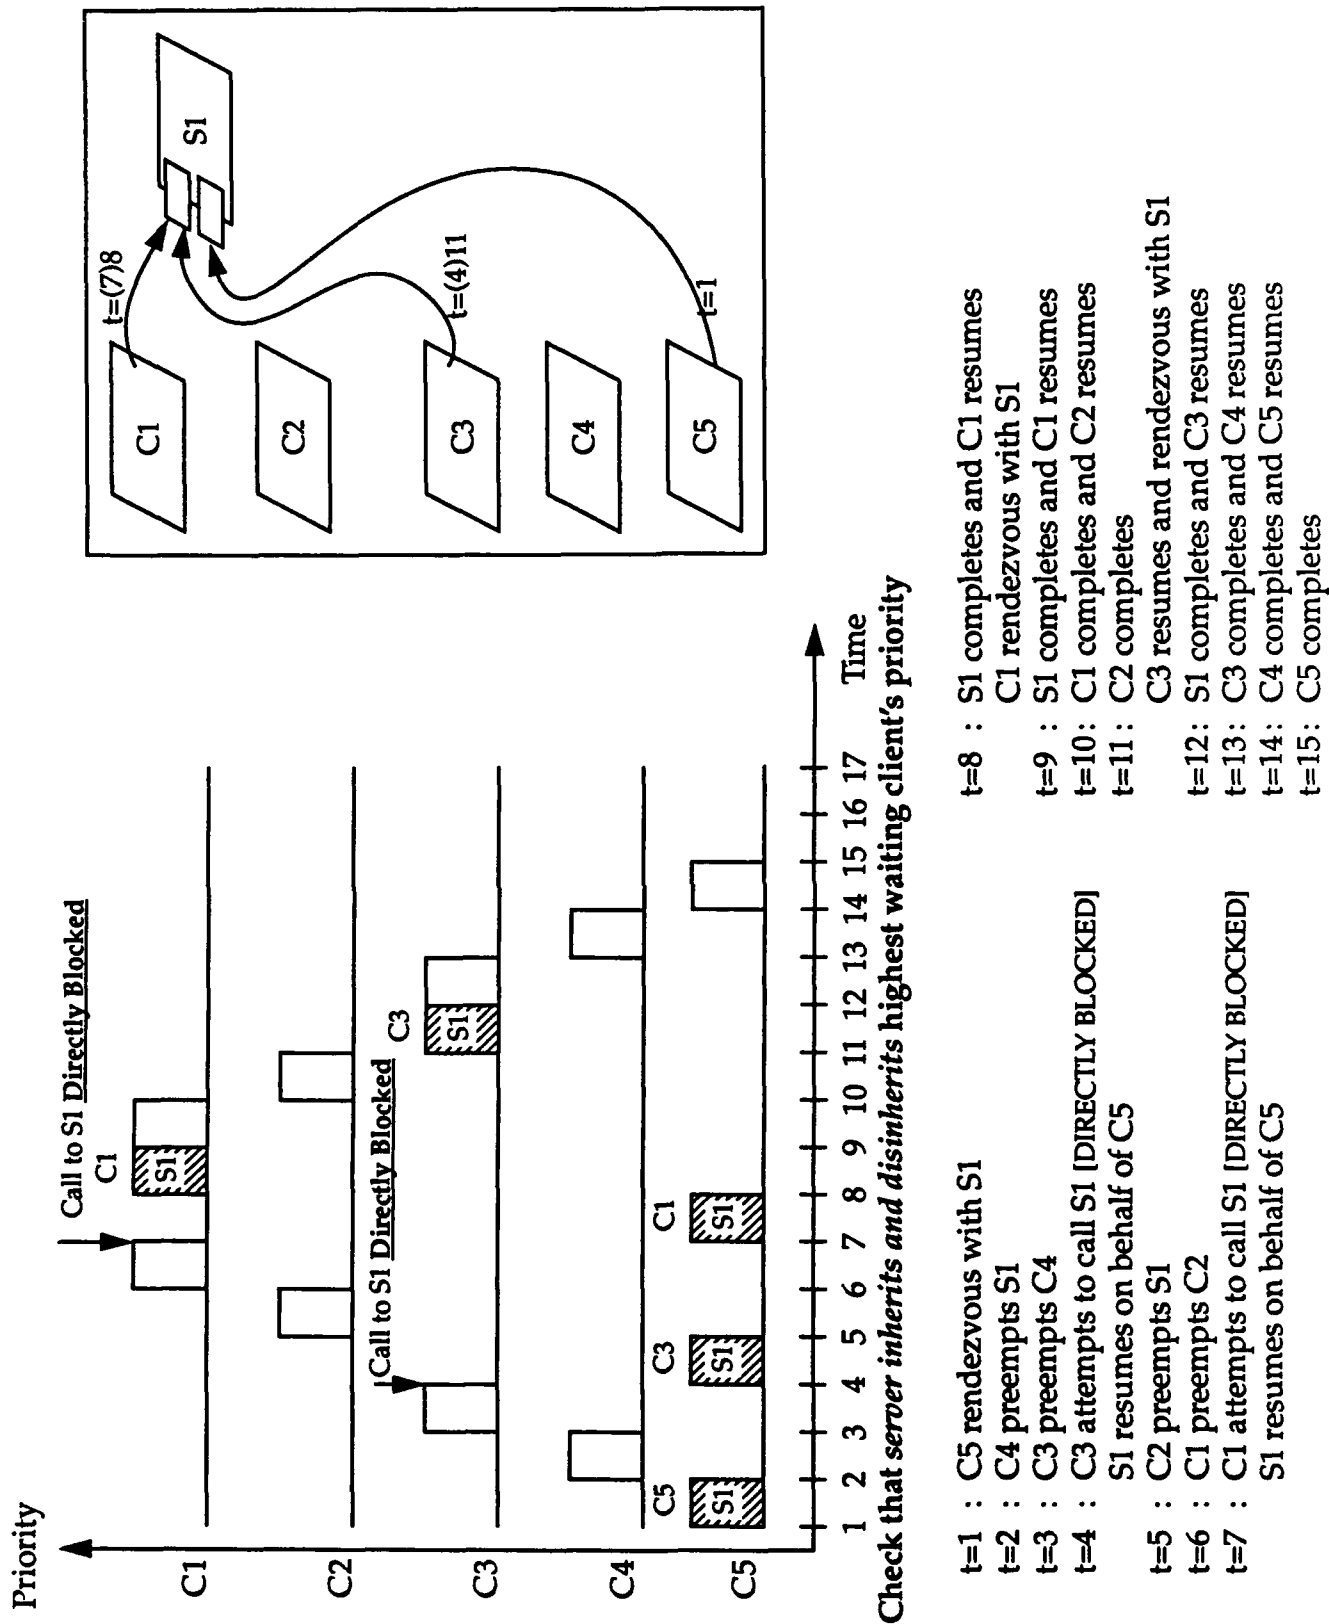 Priority
Call to S1 Directly Blocked
C1
S1
C1
C2
Call to S1 Directly Blocked
C3
S1
C3
C4
C5
C3
C1
S1
S1
S1
C5
1 2 3 4 5 6 7 8 9 10 11 12 13 14 15 16 17
Time
C1
t=(7)8
S1
C2
C3
t=(4)11
C4
C5
t=1
Check that server inherits and disinherits highest waiting client's priority
t=1 : C5 rendezvous with S1
t=2 : C4 preempts S1
t=3 : C3 preempts C4
t=4 : C3 attempts to call S1 [DIRECTLY BLOCKED]
S1 resumes on behalf of C5
t=5 : C2 preempts S1
t=6 : C1 preempts C2
t=7 : C1 attempts to call S1 [DIRECTLY BLOCKED]
S1 resumes on behalf of C5
t=8 : S1 completes and C1 resumes
C1 rendezvous with S1
t=9 : S1 completes and C1 resumes
t=10: C1 completes and C2 resumes
t=11: C2 completes
C3 resumes and rendezvous with S1
t=12: S1 completes and C3 resumes
t=13: C3 completes and C4 resumes
t=14: C4 completes and C5 resumes
t=15: C5 completes